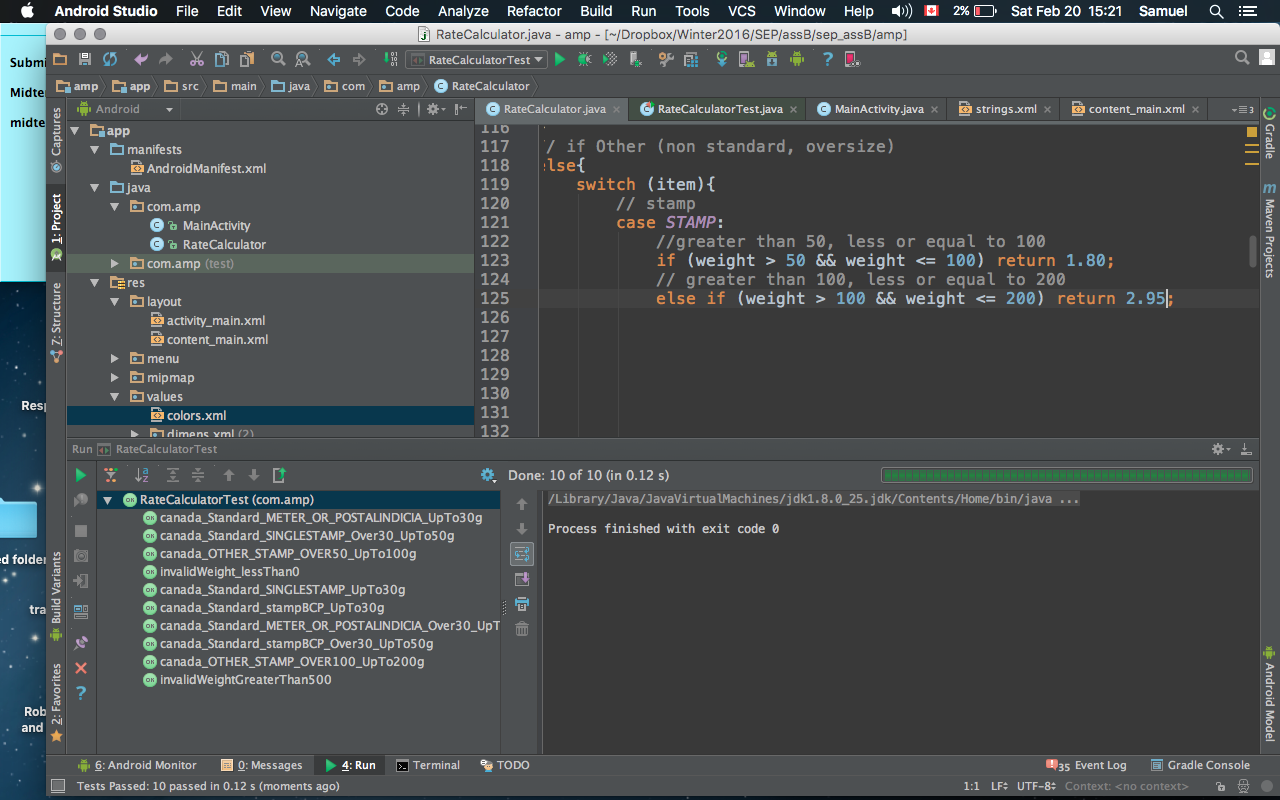 Android Studio File Edit View Navigate Code Analyze Refactor Build Run Tools VCS Window Help 2% Sat Feb 20 15:21 Samuel
RateCalculator.java - amp - [~/Dropbox/Winter2016/SEP/assB/sep_assB/amp]
RateCalculatorTest
amp app src main java com amp RateCalculator
Submi
Midte
midte
Resp
ed folder
tra
Rob
and
Captures
1: Project
Z: Structure
Build Variants
2: Favorites
Android
app
manifests
AndroidManifest.xml
java
com.amp
MainActivity
RateCalculator
com.amp (test)
res
layout
activity_main.xml
content_main.xml
menu
mipmap
values
colors.xml
dimens.xml (2)
RateCalculator.java RateCalculatorTest.java MainActivity.java strings.xml content_main.xml 3
116
117 / if Other (non standard, oversize)
118 lse{
119 switch (item){
120 // stamp
121 case STAMP:
122 //greater than 50, less or equal to 100
123 if (weight > 50 && weight <= 100) return 1.80;
124 // greater than 100, less or equal to 200
125 else if (weight > 100 && weight <= 200) return 2.95;
126
127
128
129
130
131
132
Gradle
Maven Projects
Android Model
Run RateCalculatorTest
Done: 10 of 10 (in 0.12 s)
RateCalculatorTest (com.amp)
canada_Standard_METER_OR_POSTALINDICIA_UpTo30g
canada_Standard_SINGLESTAMP_Over30_UpTo50g
canada_OTHER_STAMP_OVER50_UpTo100g
invalidWeight_lessThan0
canada_Standard_SINGLESTAMP_UpTo30g
canada_Standard_stampBCP_UpTo30g
canada_Standard_METER_OR_POSTALINDICIA_Over30_UpT
canada_Standard_stampBCP_Over30_UpTo50g
canada_OTHER_STAMP_OVER100_UpTo200g
invalidWeightGreaterThan500
/Library/Java/JavaVirtualMachines/jdk1.8.0_25.jdk/Contents/Home/bin/java ...
Process finished with exit code 0
6: Android Monitor 0: Messages 4: Run Terminal TODO 35 Event Log Gradle Console
Tests Passed: 10 passed in 0.12 s (moments ago) 1:1 LF UTF-8 Context: <no context>